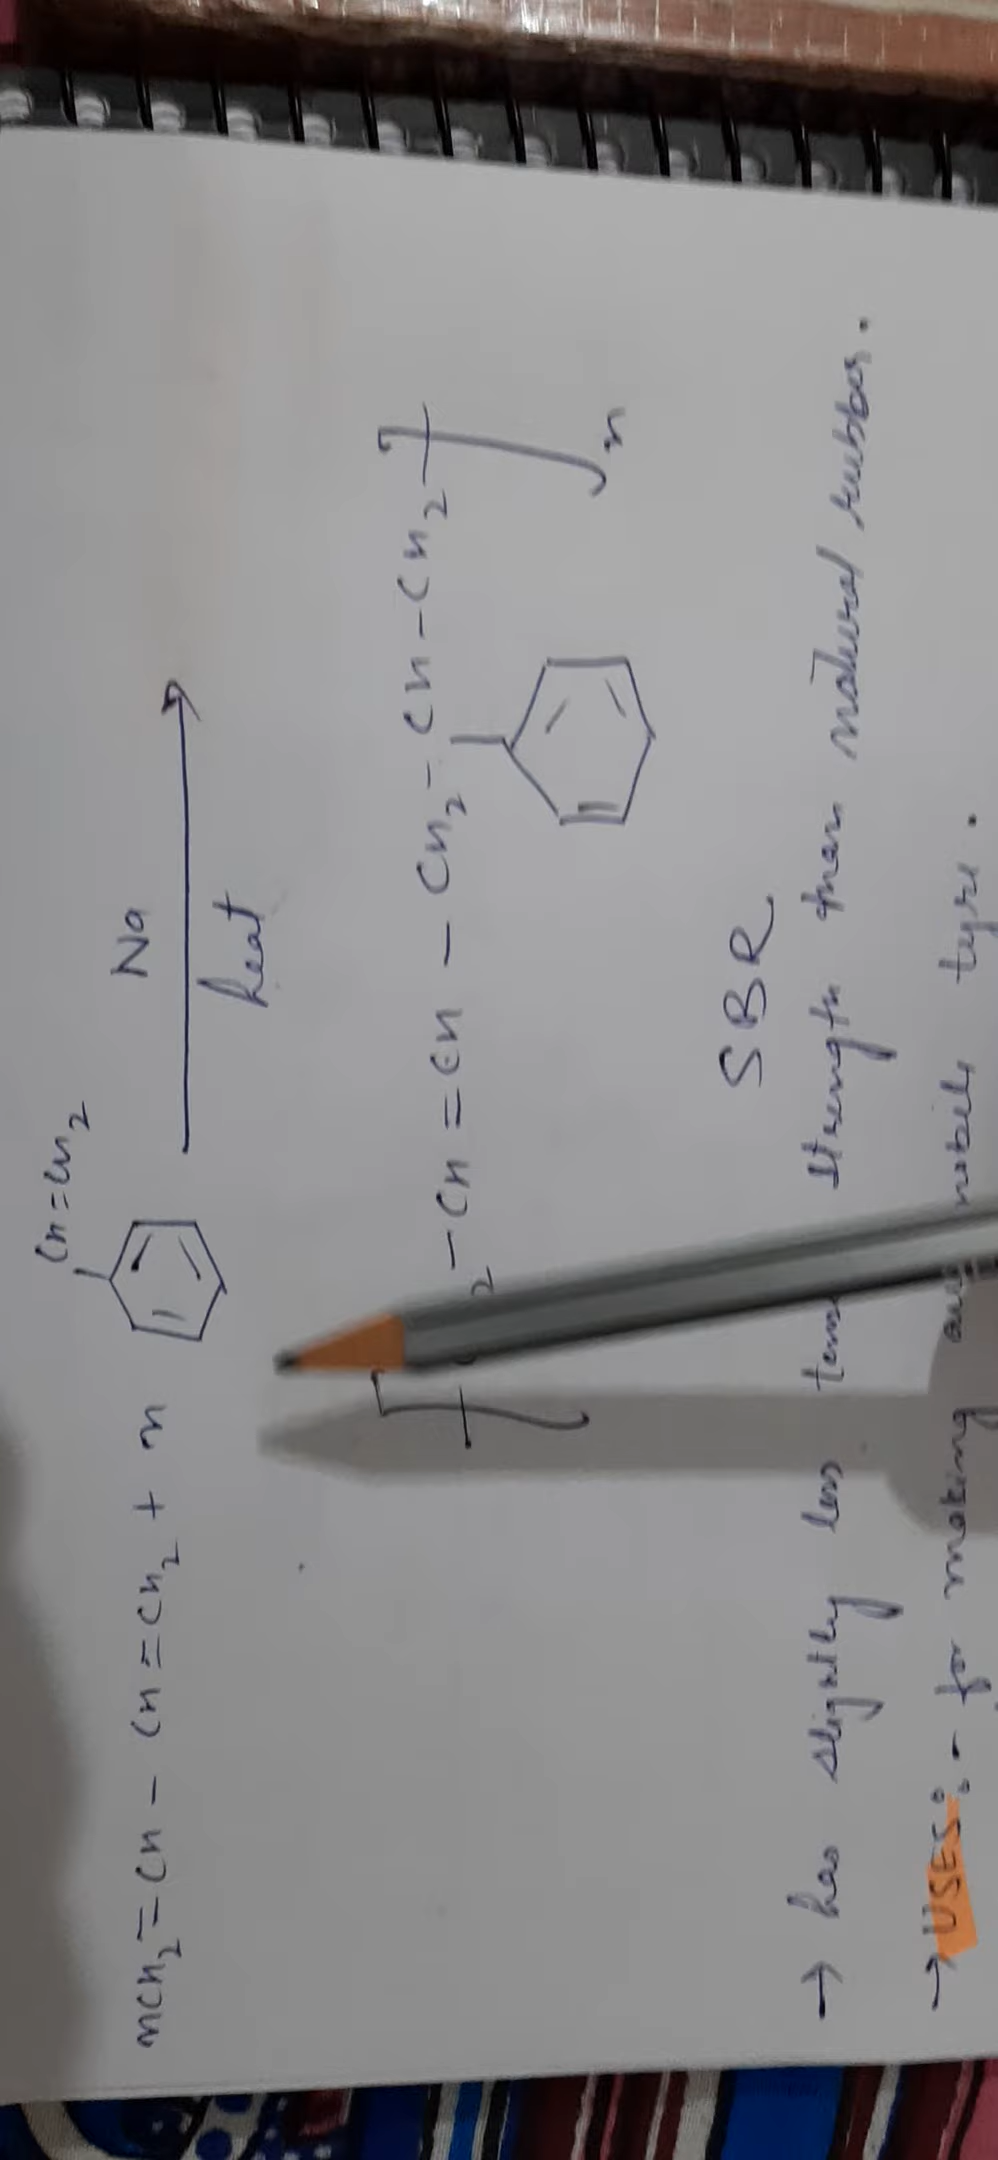 nCH2=CH-CH=CH2 + n CH=CH2 Na
heat
[ 2-CH=CH-CH2-CH-CH2 ]n
SBR
→ has slightly less strength than natural rubber.
→ USES:- for making tyre.